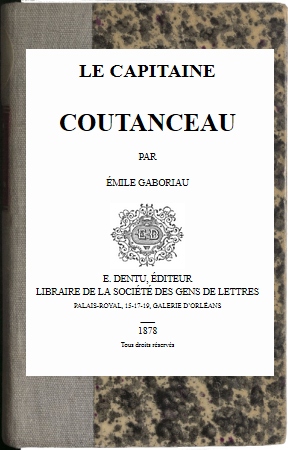 LE CAPITAINE
COUTANCEAU
PAR
ÉMILE GABORIAU
E. D.
E. DENTU, ÉDITEUR
LIBRAIRE DE LA SOCIÉTÉ DES GENS DE LETTRES
PALAIS-ROYAL, 15-17-19, GALERIE D'ORLÉANS
1878
Tous droits réservés